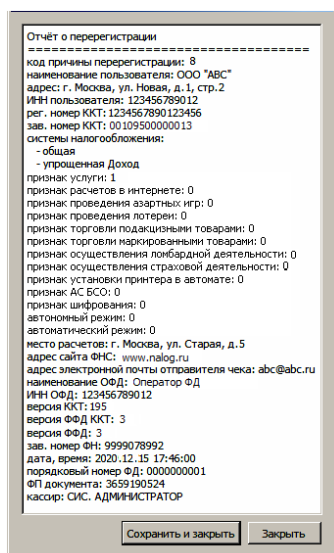 Отчёт о перерегистрации
=====================================
код причины перерегистрации: 8
наименование пользователя: ООО "АВС"
адрес: г. Москва, ул. Новая, д.1, стр.2
ИНН пользователя: 123456789012
рег. номер ККТ: 1234567890123456
зав. номер ККТ: 00109500000013
системы налогообложения:
- общая
- упрощенная Доход
признак услуги: 1
признак расчетов в интернете: 0
признак проведения азартных игр: 0
признак проведения лотереи: 0
признак торговли подакцизными товарами: 0
признак торговли маркированными товарами: 0
признак осуществления ломбардной деятельности: 0
признак осуществления страховой деятельности: 0
признак установки принтера в автомате: 0
признак АС БСО: 0
признак шифрования: 0
автономный режим: 0
автоматический режим: 0
место расчетов: г. Москва, ул. Старая, д.5
адрес сайта ФНС: www.nalog.ru
адрес электронной почты отправителя чека: abc@abc.ru
наименование ОФД: Оператор ФД
ИНН ОФД: 123456789012
версия ККТ: 195
версия ФФД ККТ: 3
версия ФФД: 3
зав. номер ФН: 9999078992
дата, время: 2020.12.15 17:46:00
порядковый номер ФД: 0000000001
ФП документа: 3659190524
кассир: СИС. АДМИНИСТРАТОР
Сохранить и закрыть Закрыть